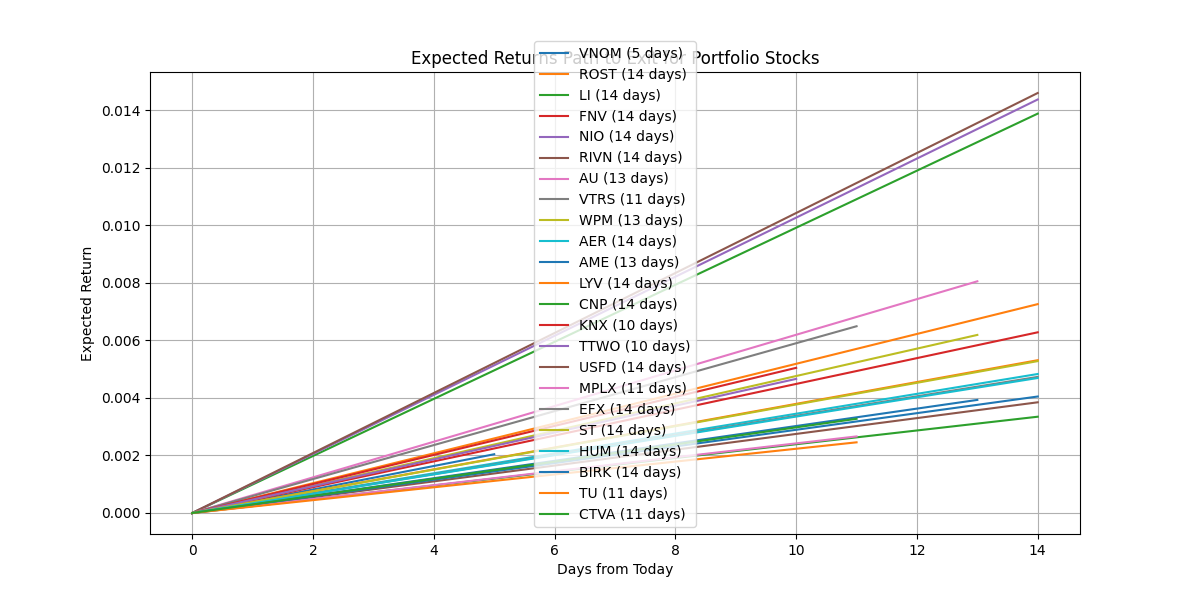 Expected Returns Path to Exit for Portfolio Stocks
VNOM (5 days)
ROST (14 days)
LI (14 days)
FNV (14 days)
NIO (14 days)
RIVN (14 days)
AU (13 days)
VTRS (11 days)
WPM (13 days)
AER (14 days)
AME (13 days)
LYV (14 days)
CNP (14 days)
KNX (10 days)
TTWO (10 days)
USFD (14 days)
MPLX (11 days)
EFX (14 days)
ST (14 days)
HUM (14 days)
BIRK (14 days)
TU (11 days)
CTVA (11 days)
Expected Return
0.014
0.012
0.010
0.008
0.006
0.004
0.002
0.000
0 2 4 6 8 10 12 14
Days from Today